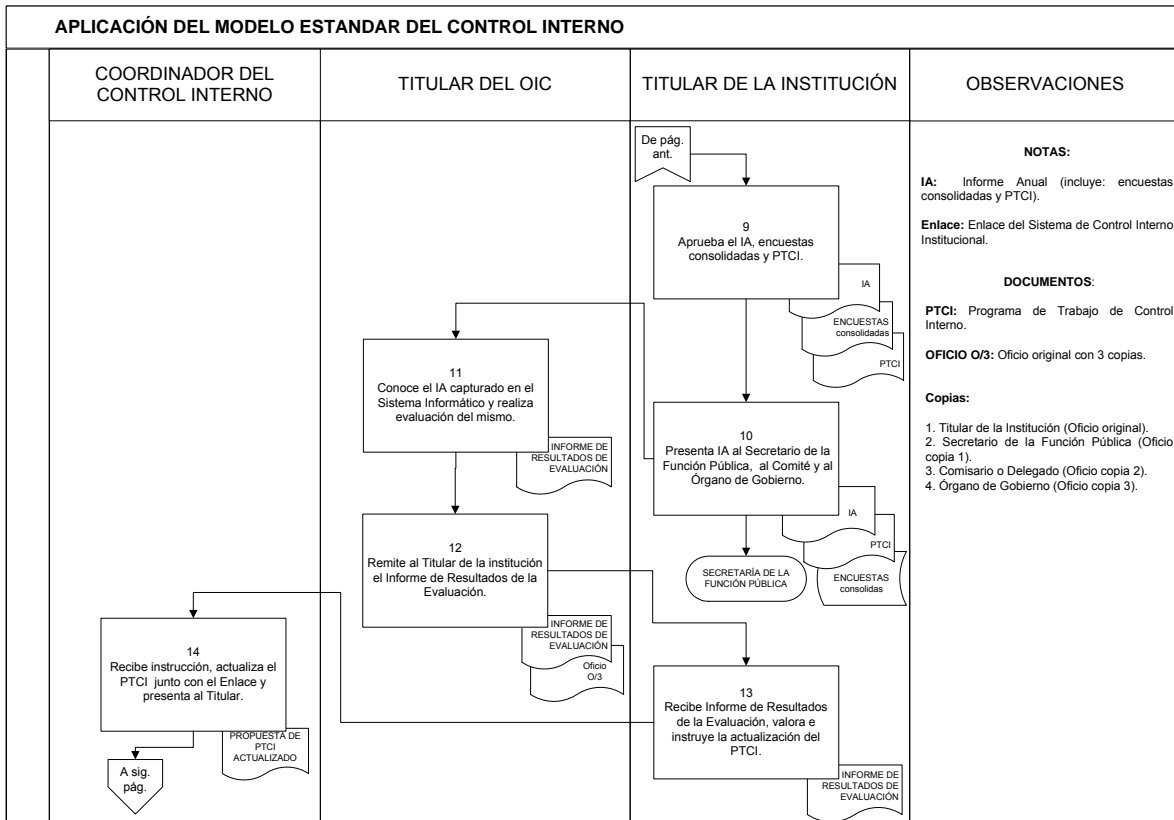 APLICACIÓN DEL MODELO ESTANDAR DEL CONTROL INTERNO
COORDINADOR DEL
CONTROL INTERNO
TITULAR DEL OIC
TITULAR DE LA INSTITUCIÓN
OBSERVACIONES
De pág.
ant.
9
Aprueba el IA, encuestas
consolidadas y PTCI.
IA
ENCUESTAS
consolidadas
PTCI
10
Presenta IA al Secretario de la
Función Pública, al Comité y al
Órgano de Gobierno.
IA
PTCI
ENCUESTAS
consolidas
SECRETARÍA DE LA
FUNCIÓN PÚBLICA
11
Conoce el IA capturado en el
Sistema Informático y realiza
evaluación del mismo.
INFORME DE
RESULTADOS DE
EVALUACIÓN
12
Remite al Titular de la institución
el Informe de Resultados de la
Evaluación.
INFORME DE
RESULTADOS DE
EVALUACIÓN
Oficio
O/3
13
Recibe Informe de Resultados
de la Evaluación, valora e
instruye la actualización del
PTCI.
INFORME DE
RESULTADOS DE
EVALUACIÓN
14
Recibe instrucción, actualiza el
PTCI junto con el Enlace y
presenta al Titular.
PROPUESTA DE
PTCI
ACTUALIZADO
A sig.
pág.
NOTAS:
IA: Informe Anual (incluye: encuestas
consolidadas y PTCI).
Enlace: Enlace del Sistema de Control Interno
Institucional.
DOCUMENTOS:
PTCI: Programa de Trabajo de Control
Interno.
OFICIO O/3: Oficio original con 3 copias.
Copias:
1. Titular de la Institución (Oficio original).
2. Secretario de la Función Pública (Oficio
copia 1).
3. Comisario o Delegado (Oficio copia 2).
4. Órgano de Gobierno (Oficio copia 3).